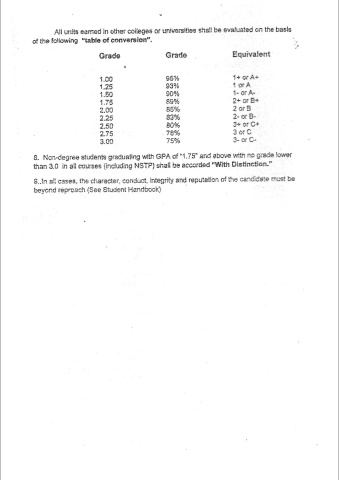 All units earned in other colleges or universities shall be evaluated on the basis
of the following "table of conversion".
Grade Grade Equivalent
1.00 96% 1+ or A+
1.25 93% 1 or A
1.50 90% 1- or A-
1.75 89% 2+ or B+
2.00 86% 2 or B
2.25 83% 2- or B-
2.50 80% 3+ or C+
2.75 78% 3 or C
3.00 75% 3- or C-
8. Non-degree students graduating with GPA of "1.75" and above with no grade lower
than 3.0 in all courses (including NSTP) shall be accorded "With Distinction."
9. In all cases, the character, conduct, integrity and reputation of the candidate must be
beyond reproach (See Student Handbook)